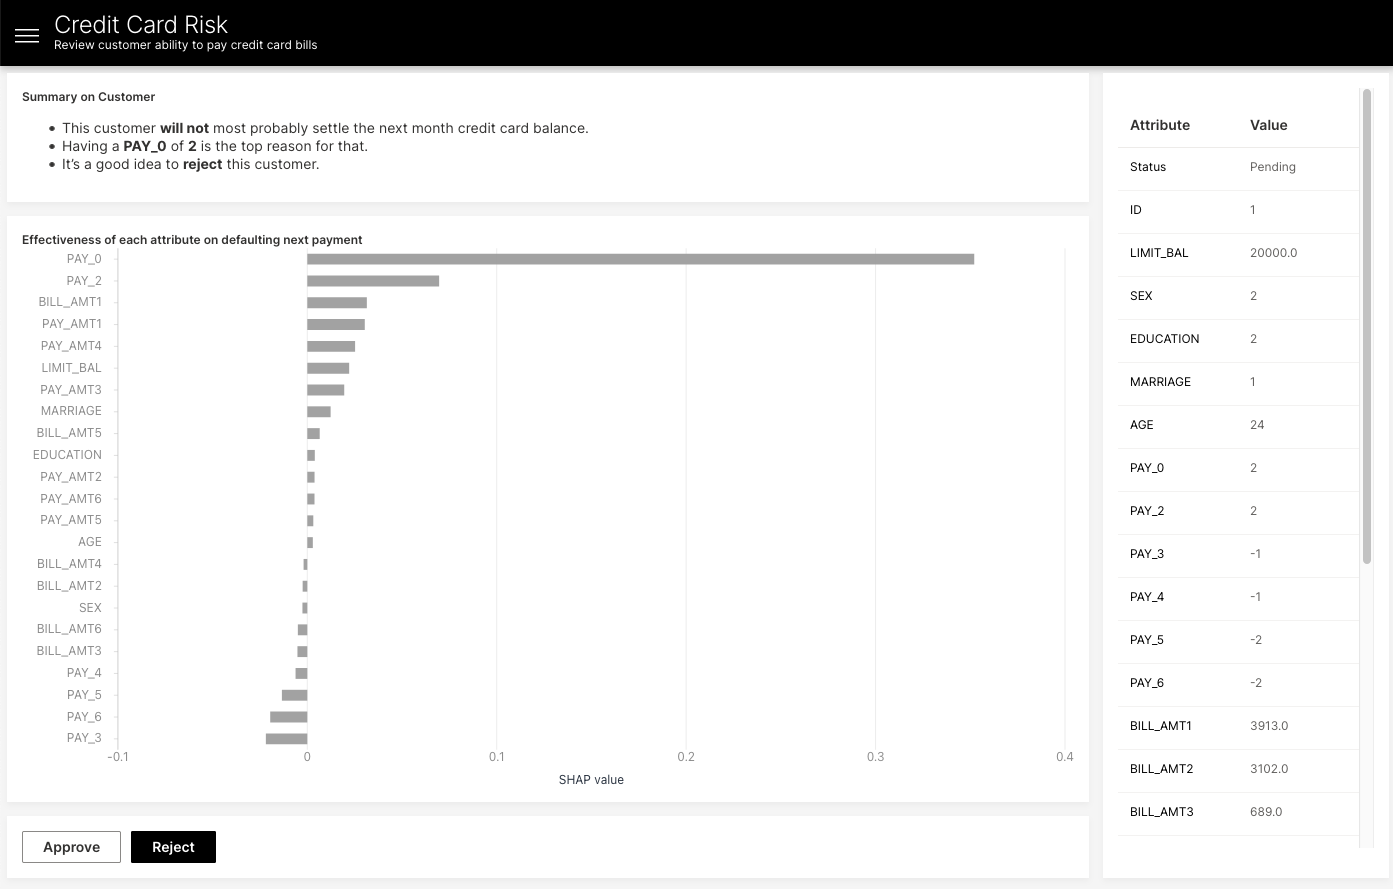 Credit Card Risk
Review customer ability to pay credit card bills
Summary on Customer
This customer will not most probably settle the next month credit card balance.
Having a PAY_0 of 2 is the top reason for that.
It's a good idea to reject this customer.
Effectiveness of each attribute on defaulting next payment
PAY_0
PAY_2
BILL_AMT1
PAY_AMT1
PAY_AMT4
LIMIT_BAL
PAY_AMT3
MARRIAGE
BILL_AMT5
EDUCATION
PAY_AMT2
PAY_AMT6
PAY_AMT5
AGE
BILL_AMT4
BILL_AMT2
SEX
BILL_AMT6
BILL_AMT3
PAY_4
PAY_5
PAY_6
PAY_3
-0.1 0 0.1 0.2 0.3 0.4
SHAP value
Approve Reject
Attribute Value
Status Pending
ID 1
LIMIT_BAL 20000.0
SEX 2
EDUCATION 2
MARRIAGE 1
AGE 24
PAY_0 2
PAY_2 2
PAY_3 -1
PAY_4 -1
PAY_5 -2
PAY_6 -2
BILL_AMT1 3913.0
BILL_AMT2 3102.0
BILL_AMT3 689.0